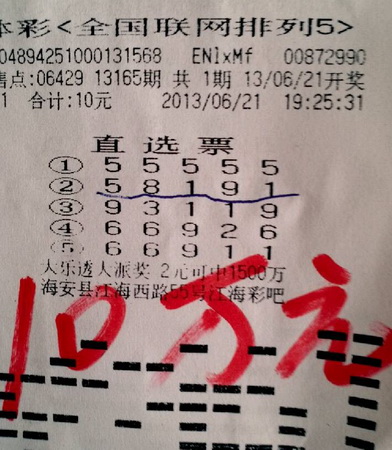 体彩<全国联网排列5>
04894251000131568 ENlxMf 00872990
售点:06429 13165期 共 1期 13/06/21开奖
1 合计:10元 2013/06/21 19:25:31
直选票
① 5 5 5 5 5
② 5 8 1 9 1
③ 9 3 1 1 9
④ 6 6 9 2 6
⑤ 6 6 9 1 1
大乐透人派奖 2元可中1500万
海安县江海西路55号江海彩吧
10万元